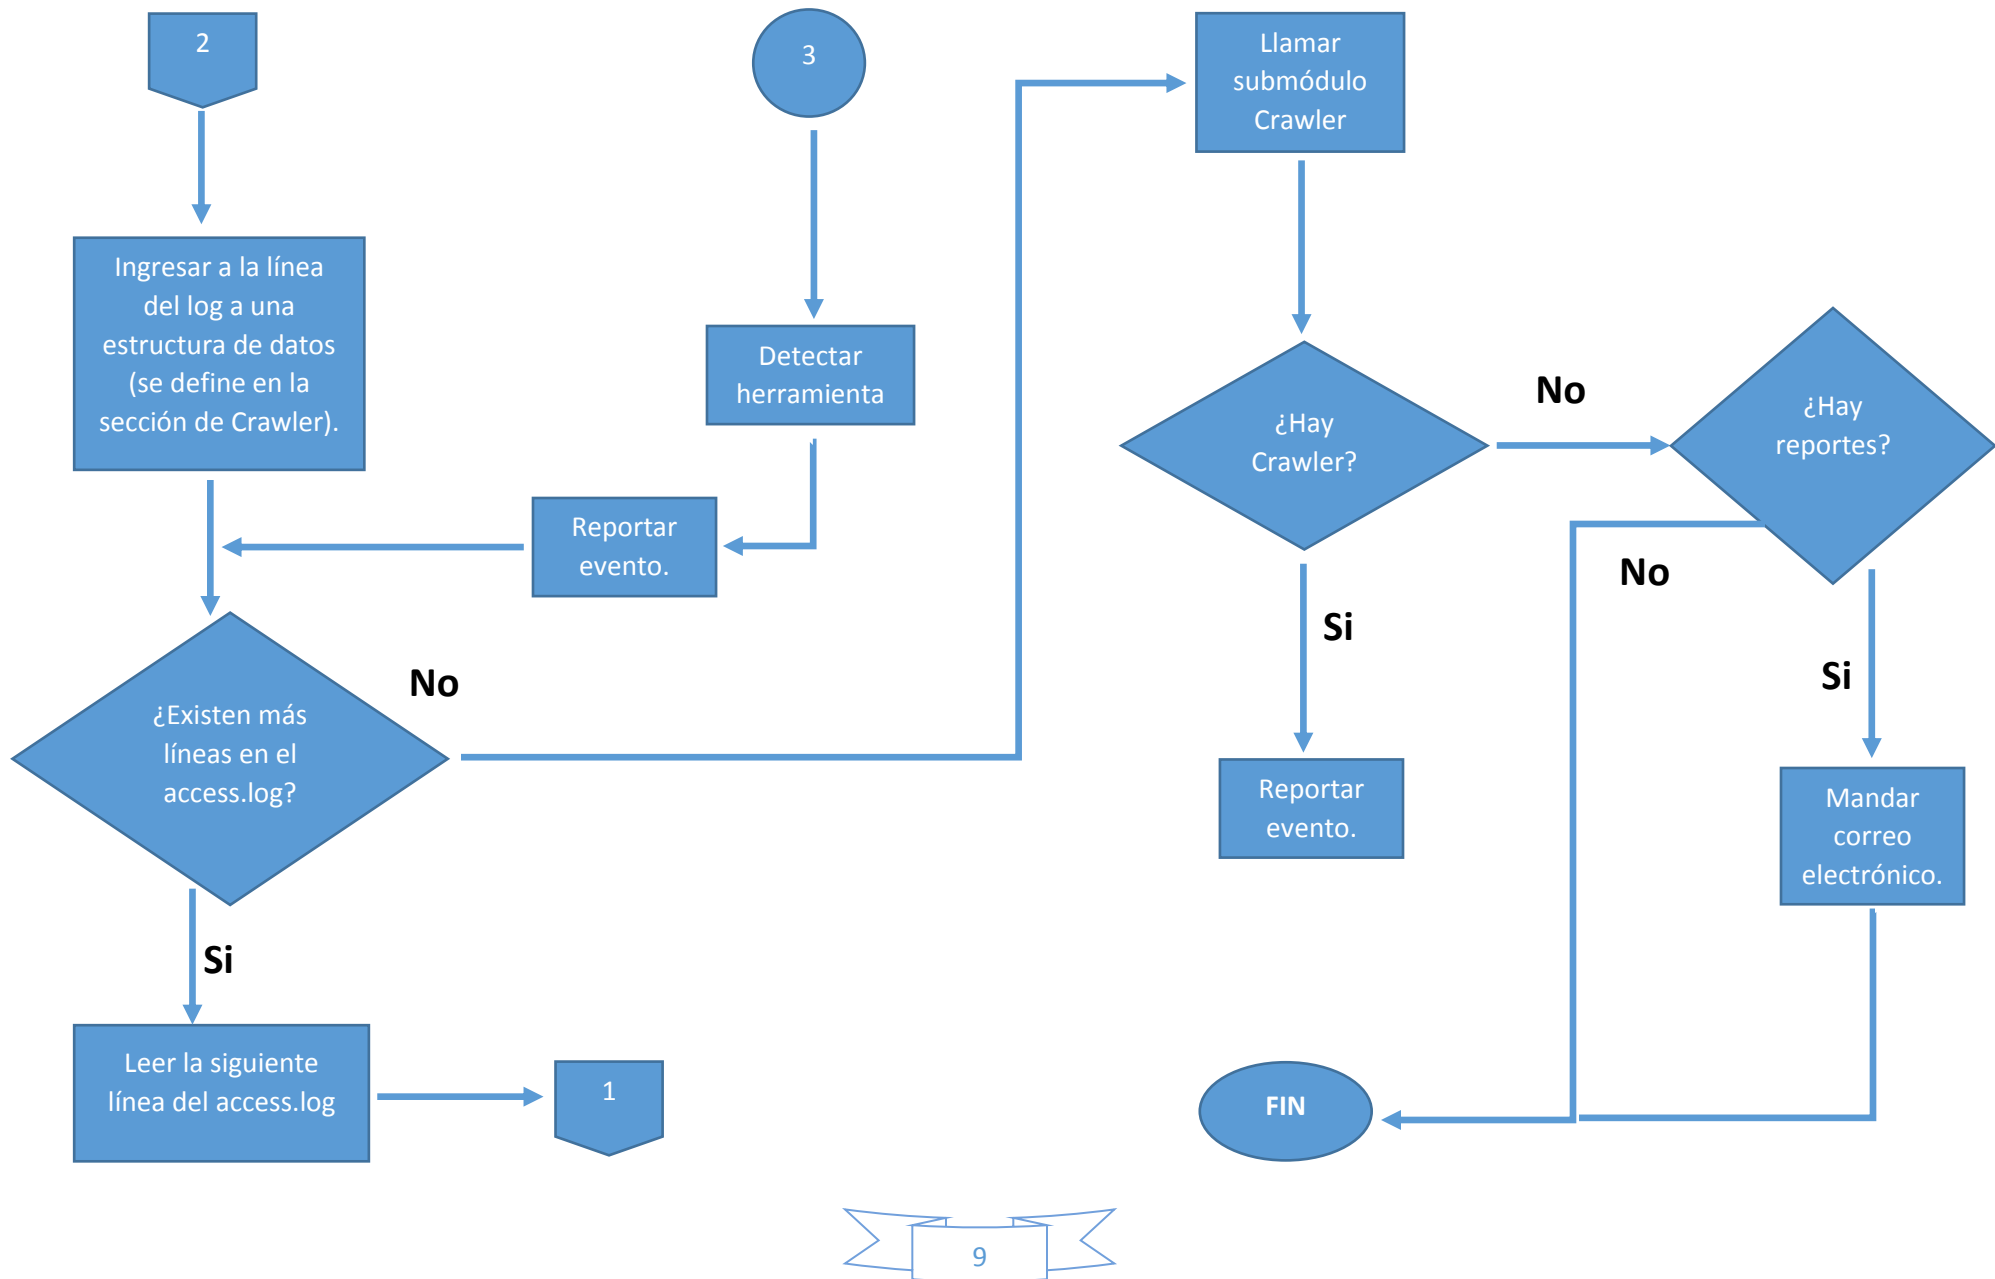 2
3
Llamar
submódulo
Crawler
Ingresar a la línea
del log a una
estructura de datos
(se define en la
sección de Crawler).
Detectar
herramienta
¿Hay
Crawler?
No
¿Hay
reportes?
Reportar
evento.
No
Si
Si
No
¿Existen más
líneas en el
access.log?
Reportar
evento.
Mandar
correo
electrónico.
Si
Leer la siguiente
línea del access.log
1
FIN
9